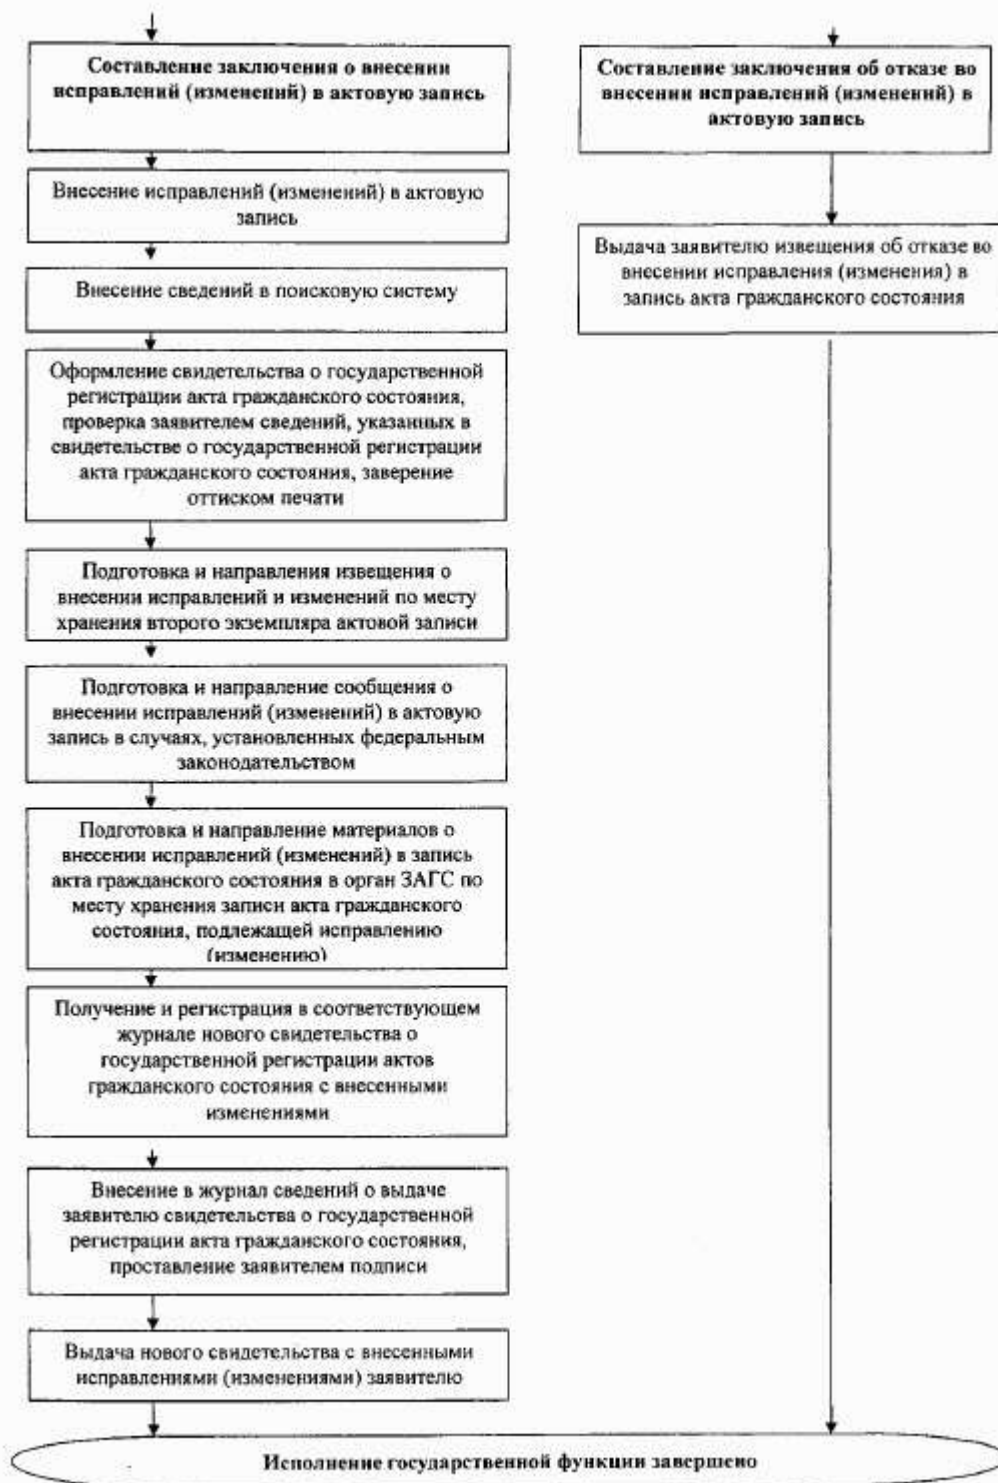 Составление заключения о внесении
исправлений (изменений) в актовую запись
Внесение исправлений (изменений) в актовую
запись
Внесение сведений в поисковую систему
Оформление свидетельства о государственной
регистрации акта гражданского состояния,
проверка заявителем сведений, указанных в
свидетельстве о государственной регистрации
акта гражданского состояния, заверение
оттиском печати
Подготовка и направления извещения о
внесении исправлений и изменений по месту
хранения второго экземпляра актовой записи
Подготовка и направление сообщения о
внесении исправлений (изменений) в актовую
запись в случаях, установленных федеральным
законодательством
Подготовка и направление материалов о
внесении исправлений (изменений) в запись
акта гражданского состояния в орган ЗАГС по
месту хранения записи акта гражданского
состояния, подлежащей исправлению
(изменению)
Получение и регистрация в соответствующем
журнале нового свидетельства о
государственной регистрации актов
гражданского состояния с внесенными
изменениями
Внесение в журнал сведений о выдаче
заявителю свидетельства о государственной
регистрации акта гражданского состояния,
проставление заявителем подписи
Выдача нового свидетельства с внесенными
исправлениями (изменениями) заявителю
Составление заключения об отказе во
внесении исправлений (изменений) в
актовую запись
Выдача заявителю извещения об отказе во
внесении исправления (изменения) в
запись акта гражданского состояния
Исполнение государственной функции завершено